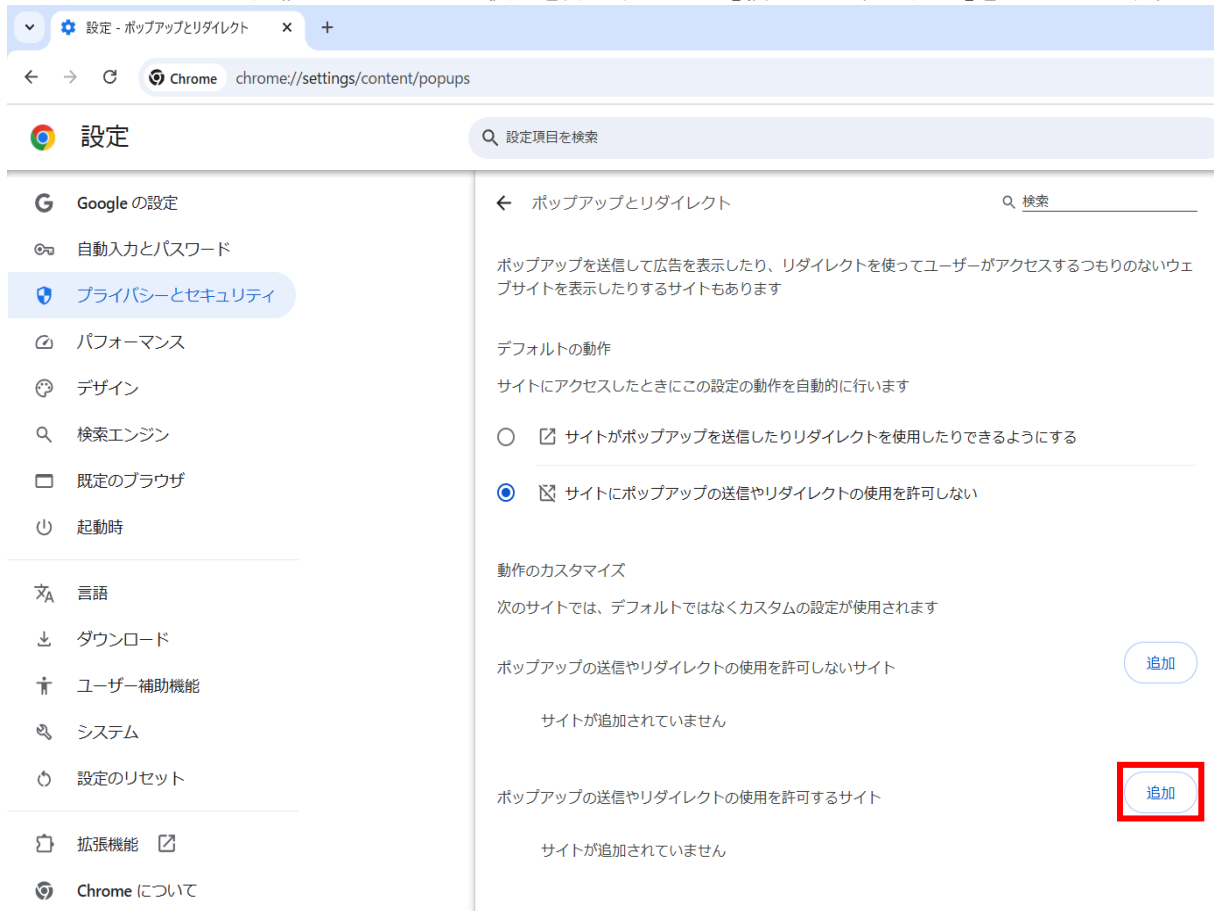 設定 - ポップアップとリダイレクト
Chrome chrome://settings/content/popups
設定
設定項目を検索
Google の設定
自動入力とパスワード
プライバシーとセキュリティ
パフォーマンス
デザイン
検索エンジン
既定のブラウザ
起動時
言語
ダウンロード
ユーザー補助機能
システム
設定のリセット
拡張機能
Chrome について
ポップアップとリダイレクト
検索
ポップアップを送信して広告を表示したり、リダイレクトを使ってユーザーがアクセスするつもりのないウェ
ブサイトを表示したりするサイトもあります
デフォルトの動作
サイトにアクセスしたときにこの設定の動作を自動的に行います
サイトがポップアップを送信したりリダイレクトを使用したりできるようにする
サイトにポップアップの送信やリダイレクトの使用を許可しない
動作のカスタマイズ
次のサイトでは、デフォルトではなくカスタムの設定が使用されます
ポップアップの送信やリダイレクトの使用を許可しないサイト
追加
サイトが追加されていません
ポップアップの送信やリダイレクトの使用を許可するサイト
追加
サイトが追加されていません